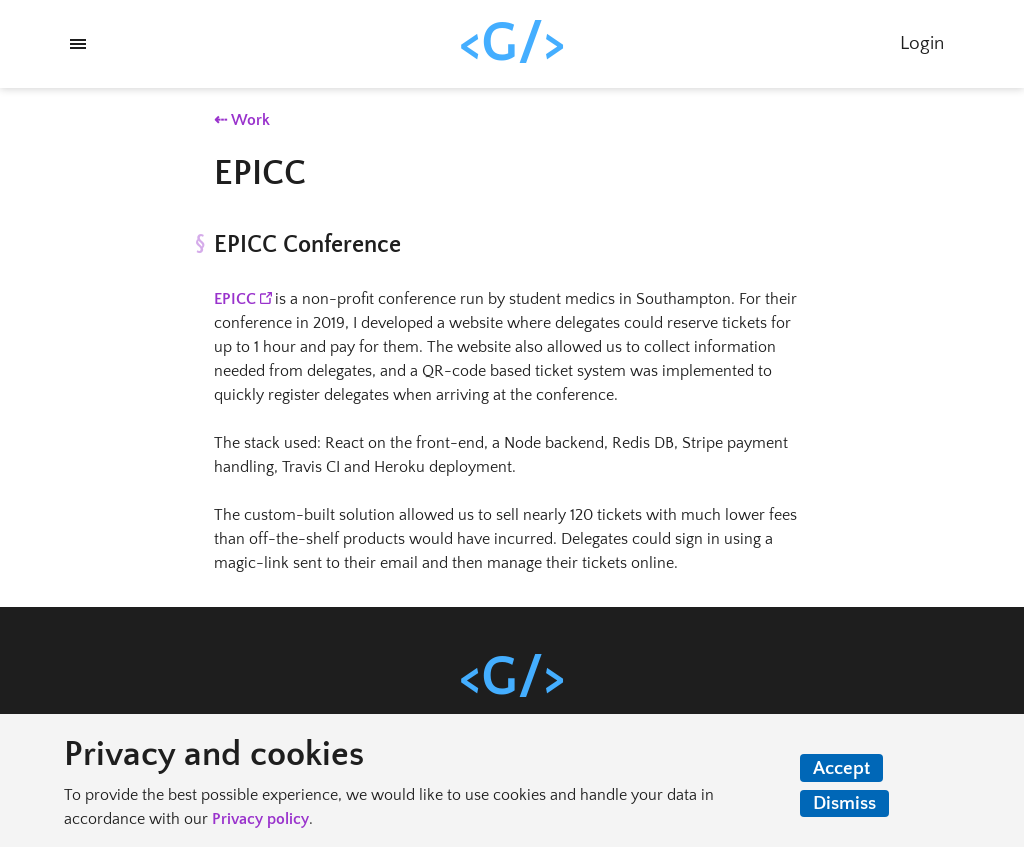 <G/>
Login
⇠ Work
EPICC
§ EPICC Conference
EPICC is a non-profit conference run by student medics in Southampton. For their
conference in 2019, I developed a website where delegates could reserve tickets for
up to 1 hour and pay for them. The website also allowed us to collect information
needed from delegates, and a QR-code based ticket system was implemented to
quickly register delegates when arriving at the conference.
The stack used: React on the front-end, a Node backend, Redis DB, Stripe payment
handling, Travis CI and Heroku deployment.
The custom-built solution allowed us to sell nearly 120 tickets with much lower fees
than off-the-shelf products would have incurred. Delegates could sign in using a
magic-link sent to their email and then manage their tickets online.
<G/>
Privacy and cookies
To provide the best possible experience, we would like to use cookies and handle your data in
accordance with our Privacy policy.
Accept
Dismiss